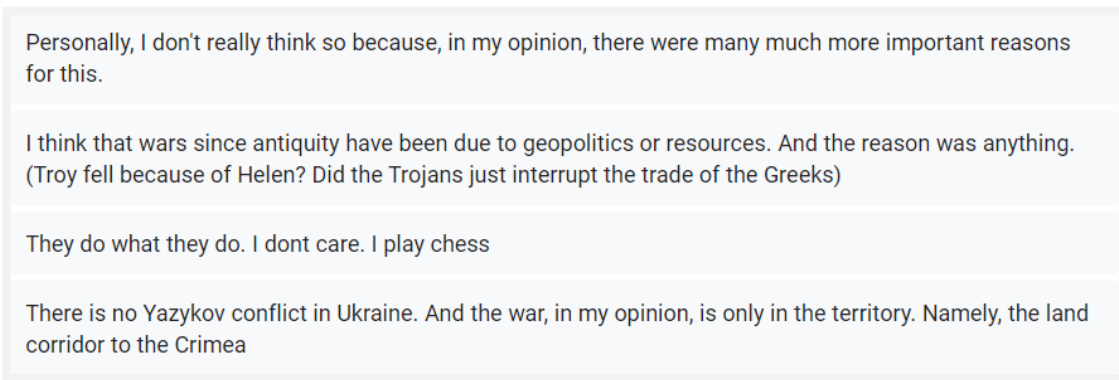 Personally, I don't really think so because, in my opinion, there were many much more important reasons
for this.
I think that wars since antiquity have been due to geopolitics or resources. And the reason was anything.
(Troy fell because of Helen? Did the Trojans just interrupt the trade of the Greeks)
They do what they do. I dont care. I play chess
There is no Yazykov conflict in Ukraine. And the war, in my opinion, is only in the territory. Namely, the land
corridor to the Crimea